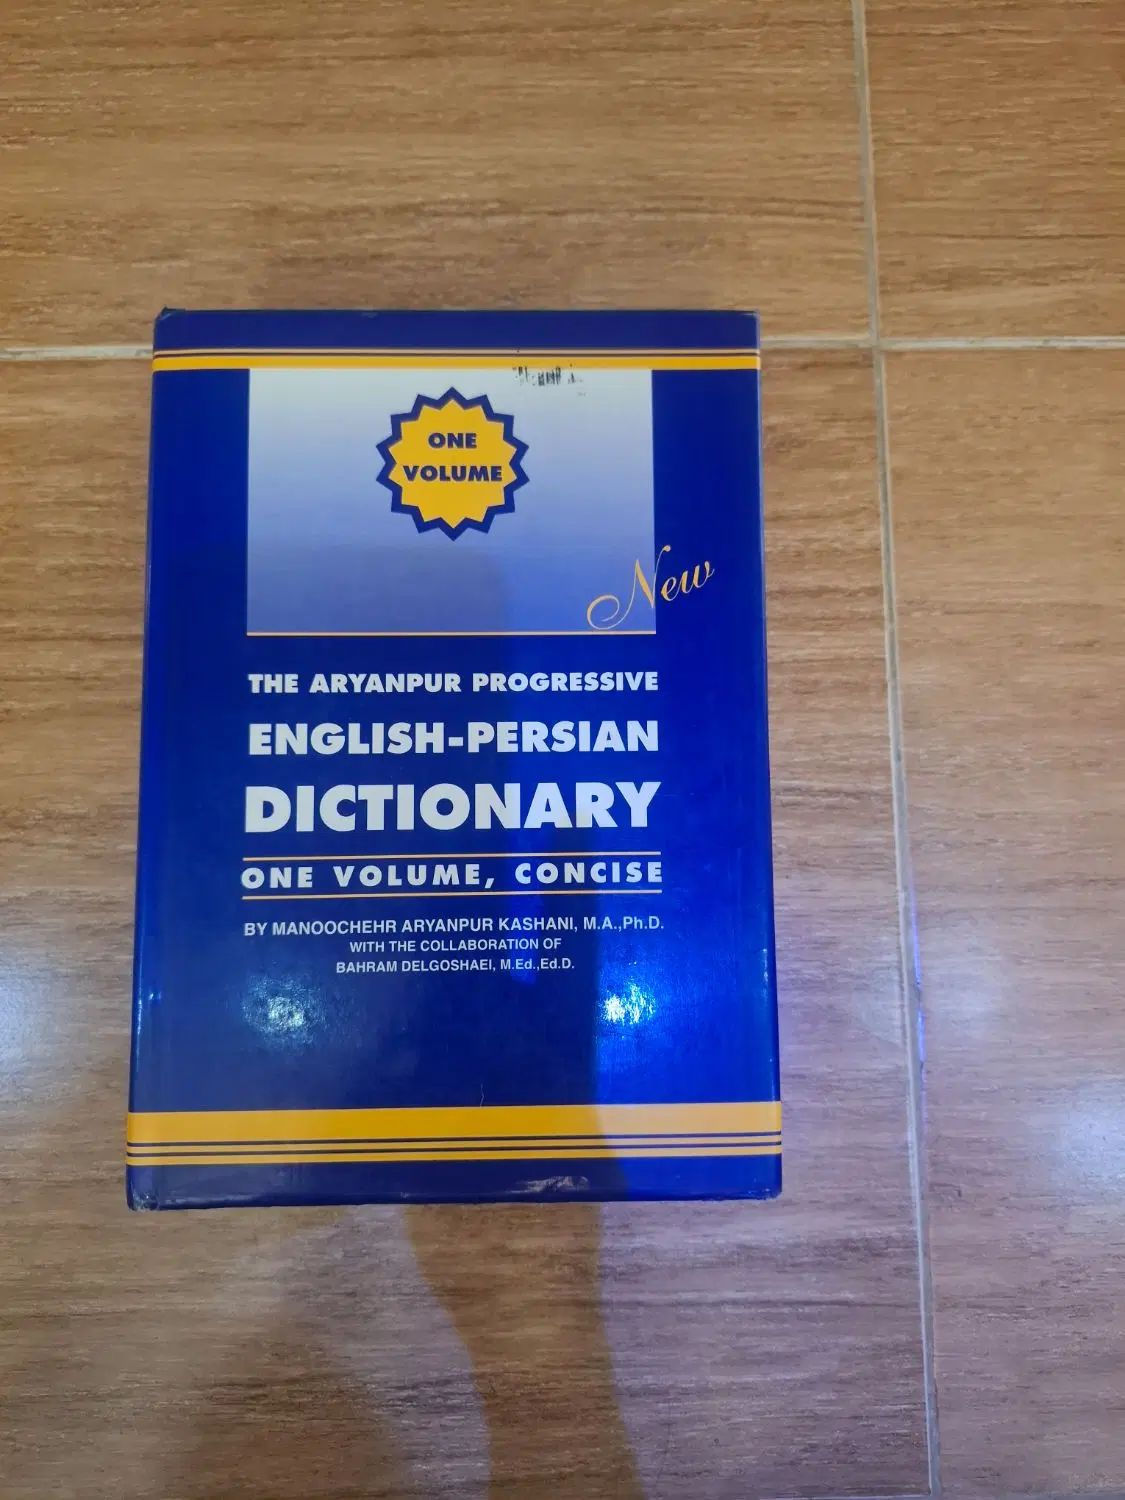 ONE
VOLUME
New
THE ARYANPUR PROGRESSIVE
ENGLISH-PERSIAN
DICTIONARY
ONE VOLUME, CONCISE
BY MANOOCHEHR ARYANPUR KASHANI, M.A.,Ph.D.
WITH THE COLLABORATION OF
BAHRAM DELGOSHAEI, M.Ed.,Ed.D.